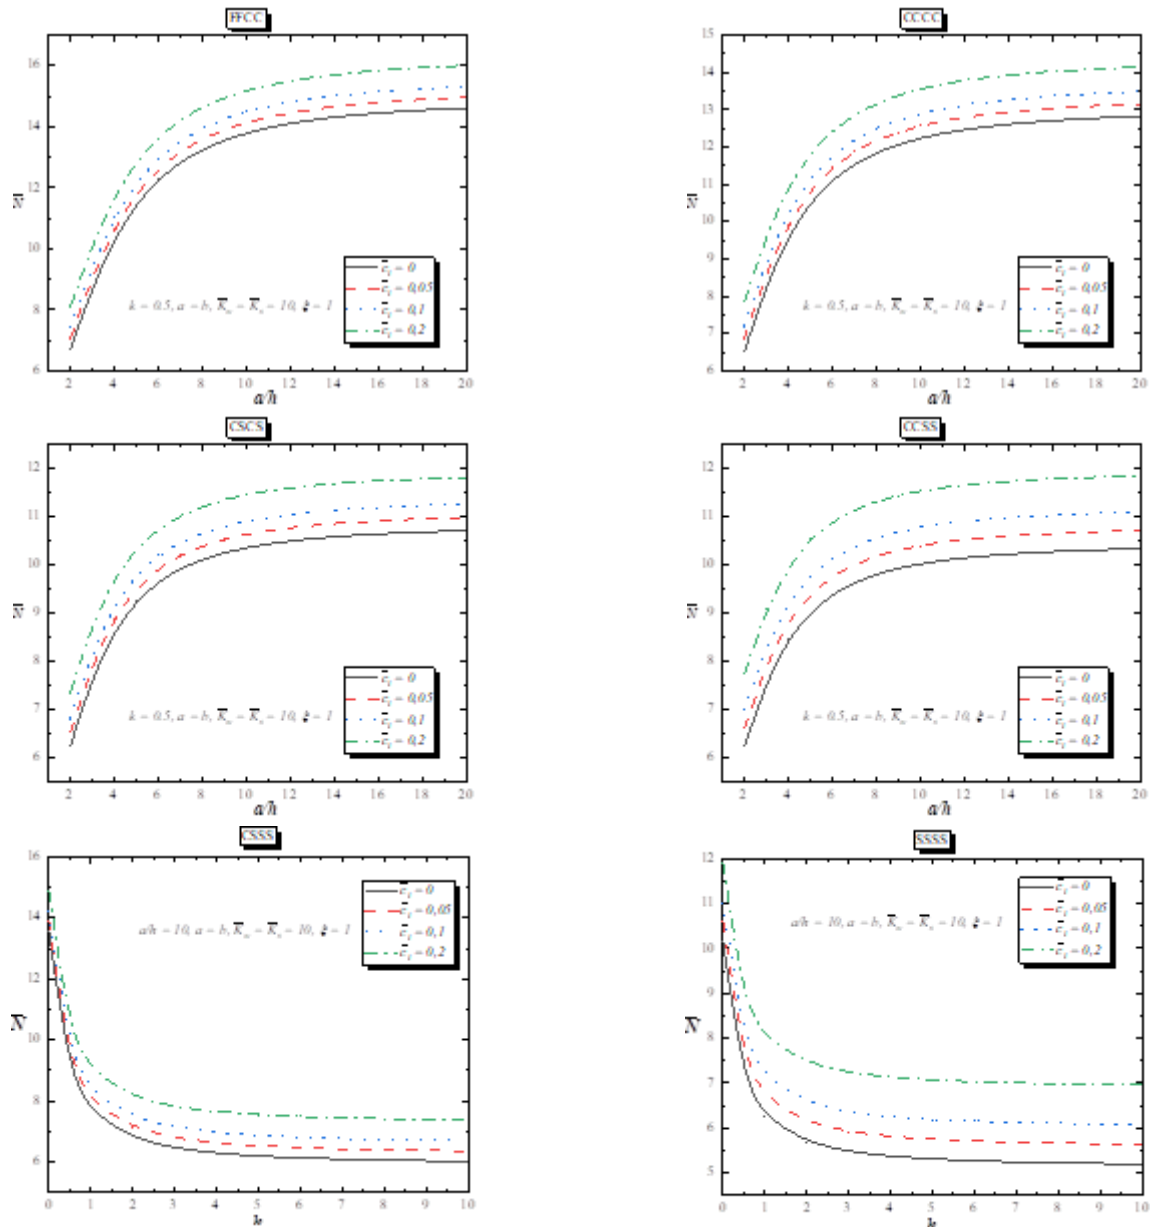 FFCC
16
14
12
10
8
6
N̅
c̅ᵢ = 0
c̅ᵢ = 0,05
c̅ᵢ = 0,1
c̅ᵢ = 0,2
k = 0.5, a = b, K̅w = K̅s = 10, ξ = 1
2 4 6 8 10 12 14 16 18 20
a/h
CCCC
15
14
13
12
11
10
9
8
7
6
N̅
c̅ᵢ = 0
c̅ᵢ = 0,05
c̅ᵢ = 0,1
c̅ᵢ = 0,2
k = 0.5, a = b, K̅w = K̅s = 10, ξ = 1
2 4 6 8 10 12 14 16 18 20
a/h
CSCS
12
11
10
9
8
7
6
N̅
c̅ᵢ = 0
c̅ᵢ = 0,05
c̅ᵢ = 0,1
c̅ᵢ = 0,2
k = 0.5, a = b, K̅w = K̅s = 10, ξ = 1
2 4 6 8 10 12 14 16 18 20
a/h
CCSS
12
11
10
9
8
7
6
N̅
c̅ᵢ = 0
c̅ᵢ = 0,05
c̅ᵢ = 0,1
c̅ᵢ = 0,2
k = 0.5, a = b, K̅w = K̅s = 10, ξ = 1
2 4 6 8 10 12 14 16 18 20
a/h
CSSS
16
14
12
10
8
6
N̅
c̅ᵢ = 0
c̅ᵢ = 0,05
c̅ᵢ = 0,1
c̅ᵢ = 0,2
a/h = 10, a = b, K̅w = K̅s = 10, ξ = 1
0 1 2 3 4 5 6 7 8 9 10
k
SSSS
12
11
10
9
8
7
6
5
N̅
c̅ᵢ = 0
c̅ᵢ = 0,05
c̅ᵢ = 0,1
c̅ᵢ = 0,2
a/h = 10, a = b, K̅w = K̅s = 10, ξ = 1
0 1 2 3 4 5 6 7 8 9 10
k